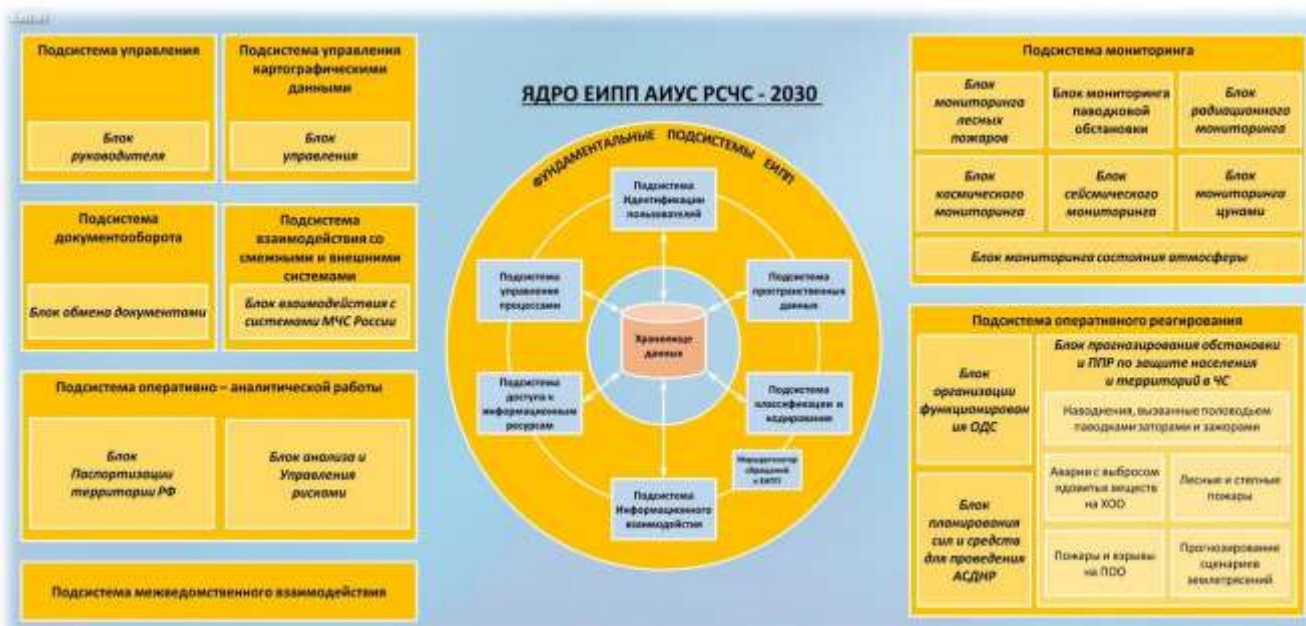 Подсистема управления
Блок
руководителя
Подсистема управления
картографическими
данными
Блок
управления
Подсистема
документооборота
Блок обмена документами
Подсистема
взаимодействия со
смежными и внешними
системами
Блок взаимодействия с
системами МЧС России
Подсистема оперативно – аналитической работы
Блок
Паспортизации
территории РФ
Блок анализа и
Управления
рисками
Подсистема межведомственного взаимодействия
ЯДРО ЕИПП АИУС РСЧС - 2030
ФУНДАМЕНТАЛЬНЫЕ ПОДСИСТЕМЫ ЕИПП
Подсистема
Идентификации
пользователей
Подсистема
управления
процессами
Подсистема
пространственных
данных
Хранилище
данных
Подсистема
доступа к
информационным
ресурсам
Подсистема
классификации и
кодирования
Маршрутизатор
обращений
к ЕИПП
Подсистема
Информационного
взаимодействия
Подсистема мониторинга
Блок
мониторинга
лесных
пожаров
Блок мониторинга
паводковой
обстановки
Блок
радиационного
мониторинга
Блок
космического
мониторинга
Блок
сейсмического
мониторинга
Блок
мониторинга
цунами
Блок мониторинга состояния атмосферы
Подсистема оперативного реагирования
Блок
организации
функционирован
ия ОДС
Блок
планирования
сил и средств
для проведения
АСДНР
Блок прогнозирования обстановки
и ППР по защите населения
и территорий в ЧС
Наводнения, вызванные половодьем
паводками заторами и зажорами
Аварии с выбросом
ядовитых веществ
на ХОО
Лесные и степные
пожары
Пожары и взрывы
на ПОО
Прогнозирование
сценариев
землетрясений